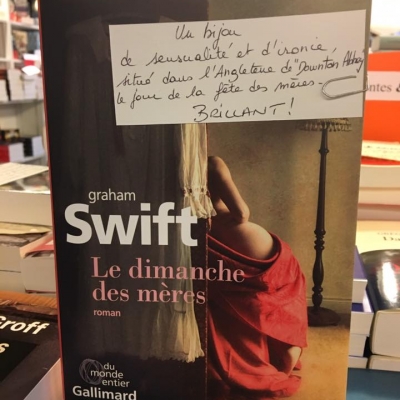 Un bijou
de sensualité et d'ironie,
situé dans l'Angleterre de "Downton Abbey"
le jour de la fête des mères -
BRILLANT !
graham
Swift
Le dimanche
des mères
roman
du
monde
entier
Gallimard
roff
s